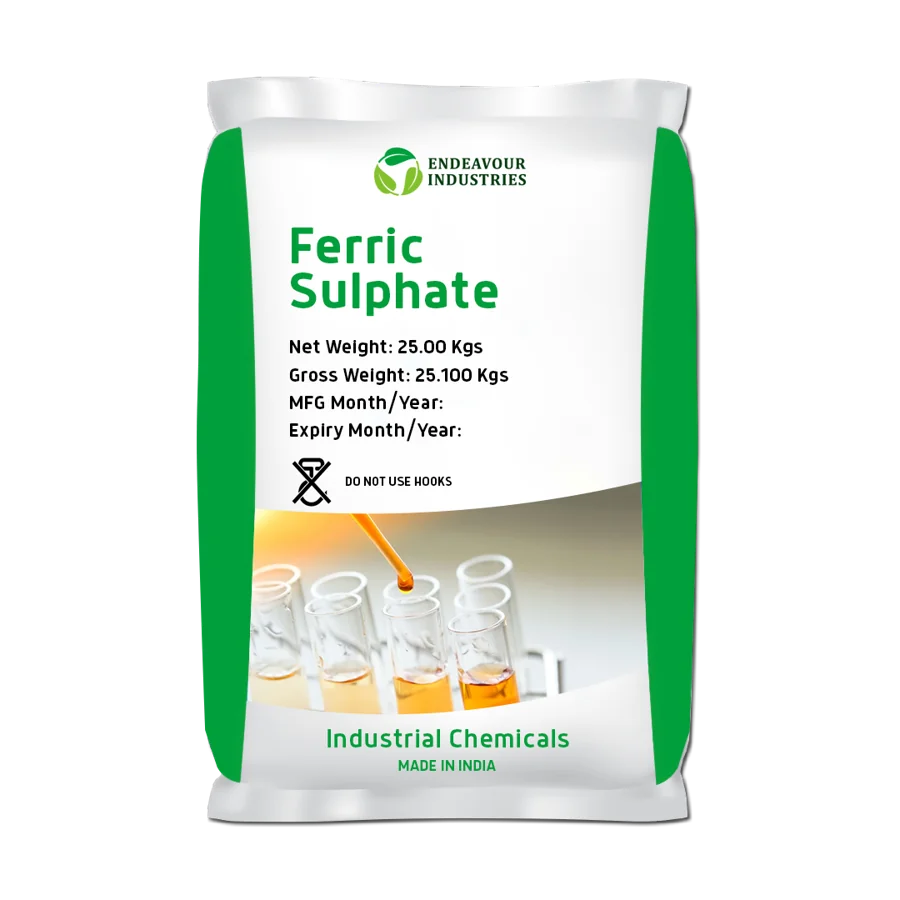 ENDEAVOUR
INDUSTRIES
Ferric
Sulphate
Net Weight: 25.00 Kgs
Gross Weight: 25.100 Kgs
MFG Month/Year:
Expiry Month/Year:
DO NOT USE HOOKS
Industrial Chemicals
MADE IN INDIA